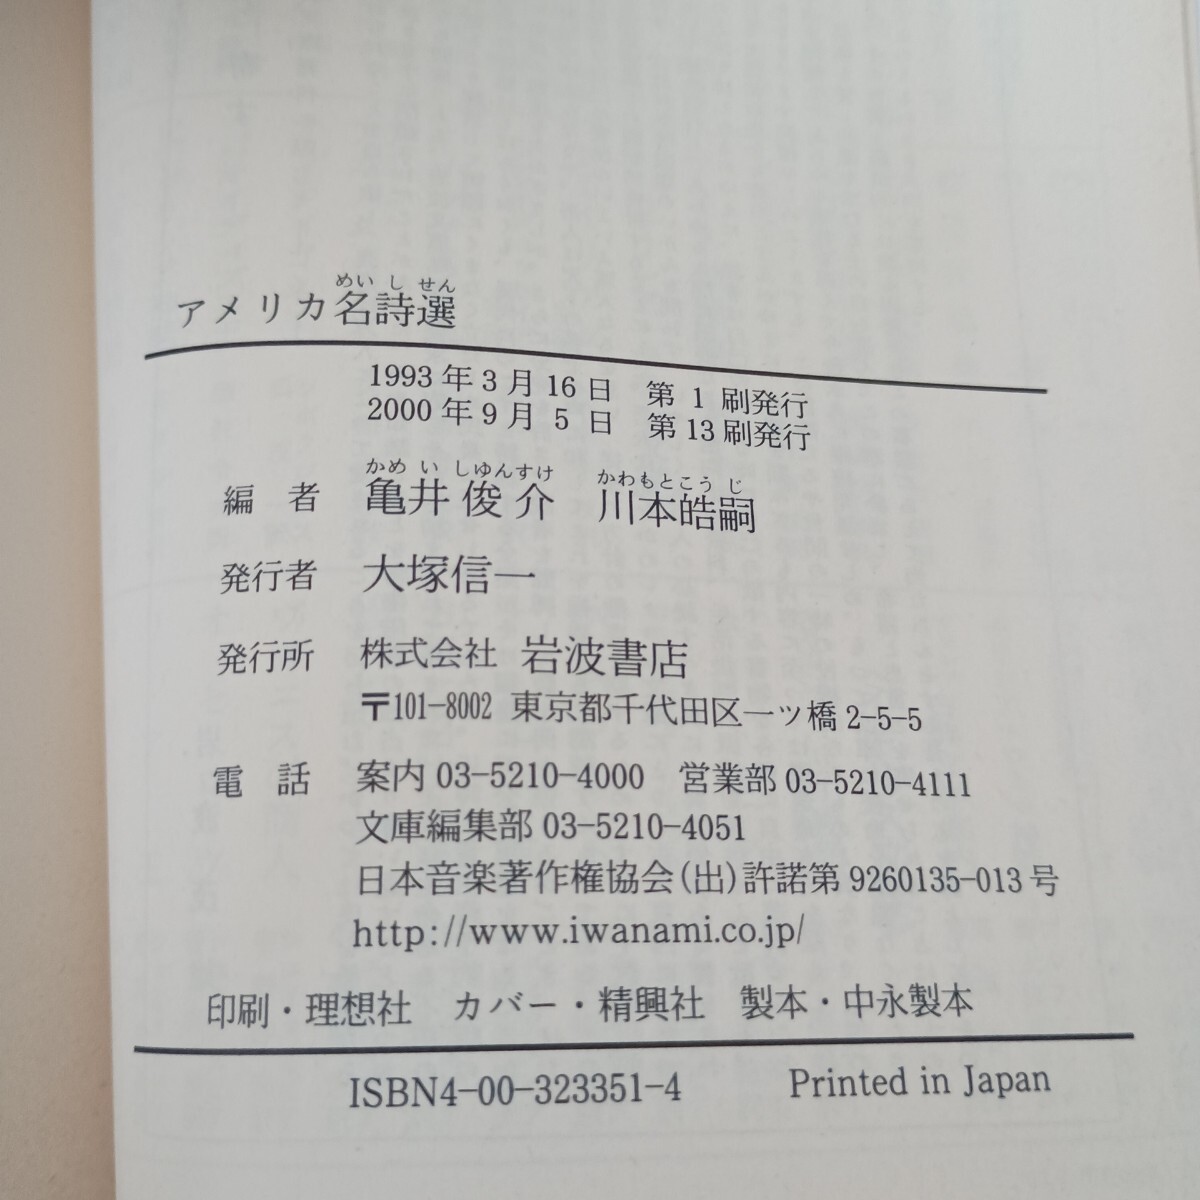 めいしせん
アメリカ名詩選
1993年3月16日 第1刷発行
2000年9月5日 第13刷発行
かめいしゅんすけ かわもとこうじ
編者 亀井俊介 川本皓嗣
発行者 大塚信一
発行所 株式会社 岩波書店
〒101-8002 東京都千代田区一ツ橋2-5-5
電話 案内03-5210-4000 営業部03-5210-4111
文庫編集部03-5210-4051
日本音楽著作権協会(出)許諾第9260135-013号
http://www.iwanami.co.jp/
印刷・理想社 カバー・精興社 製本・中永製本
ISBN4-00-323351-4 Printed in Japan